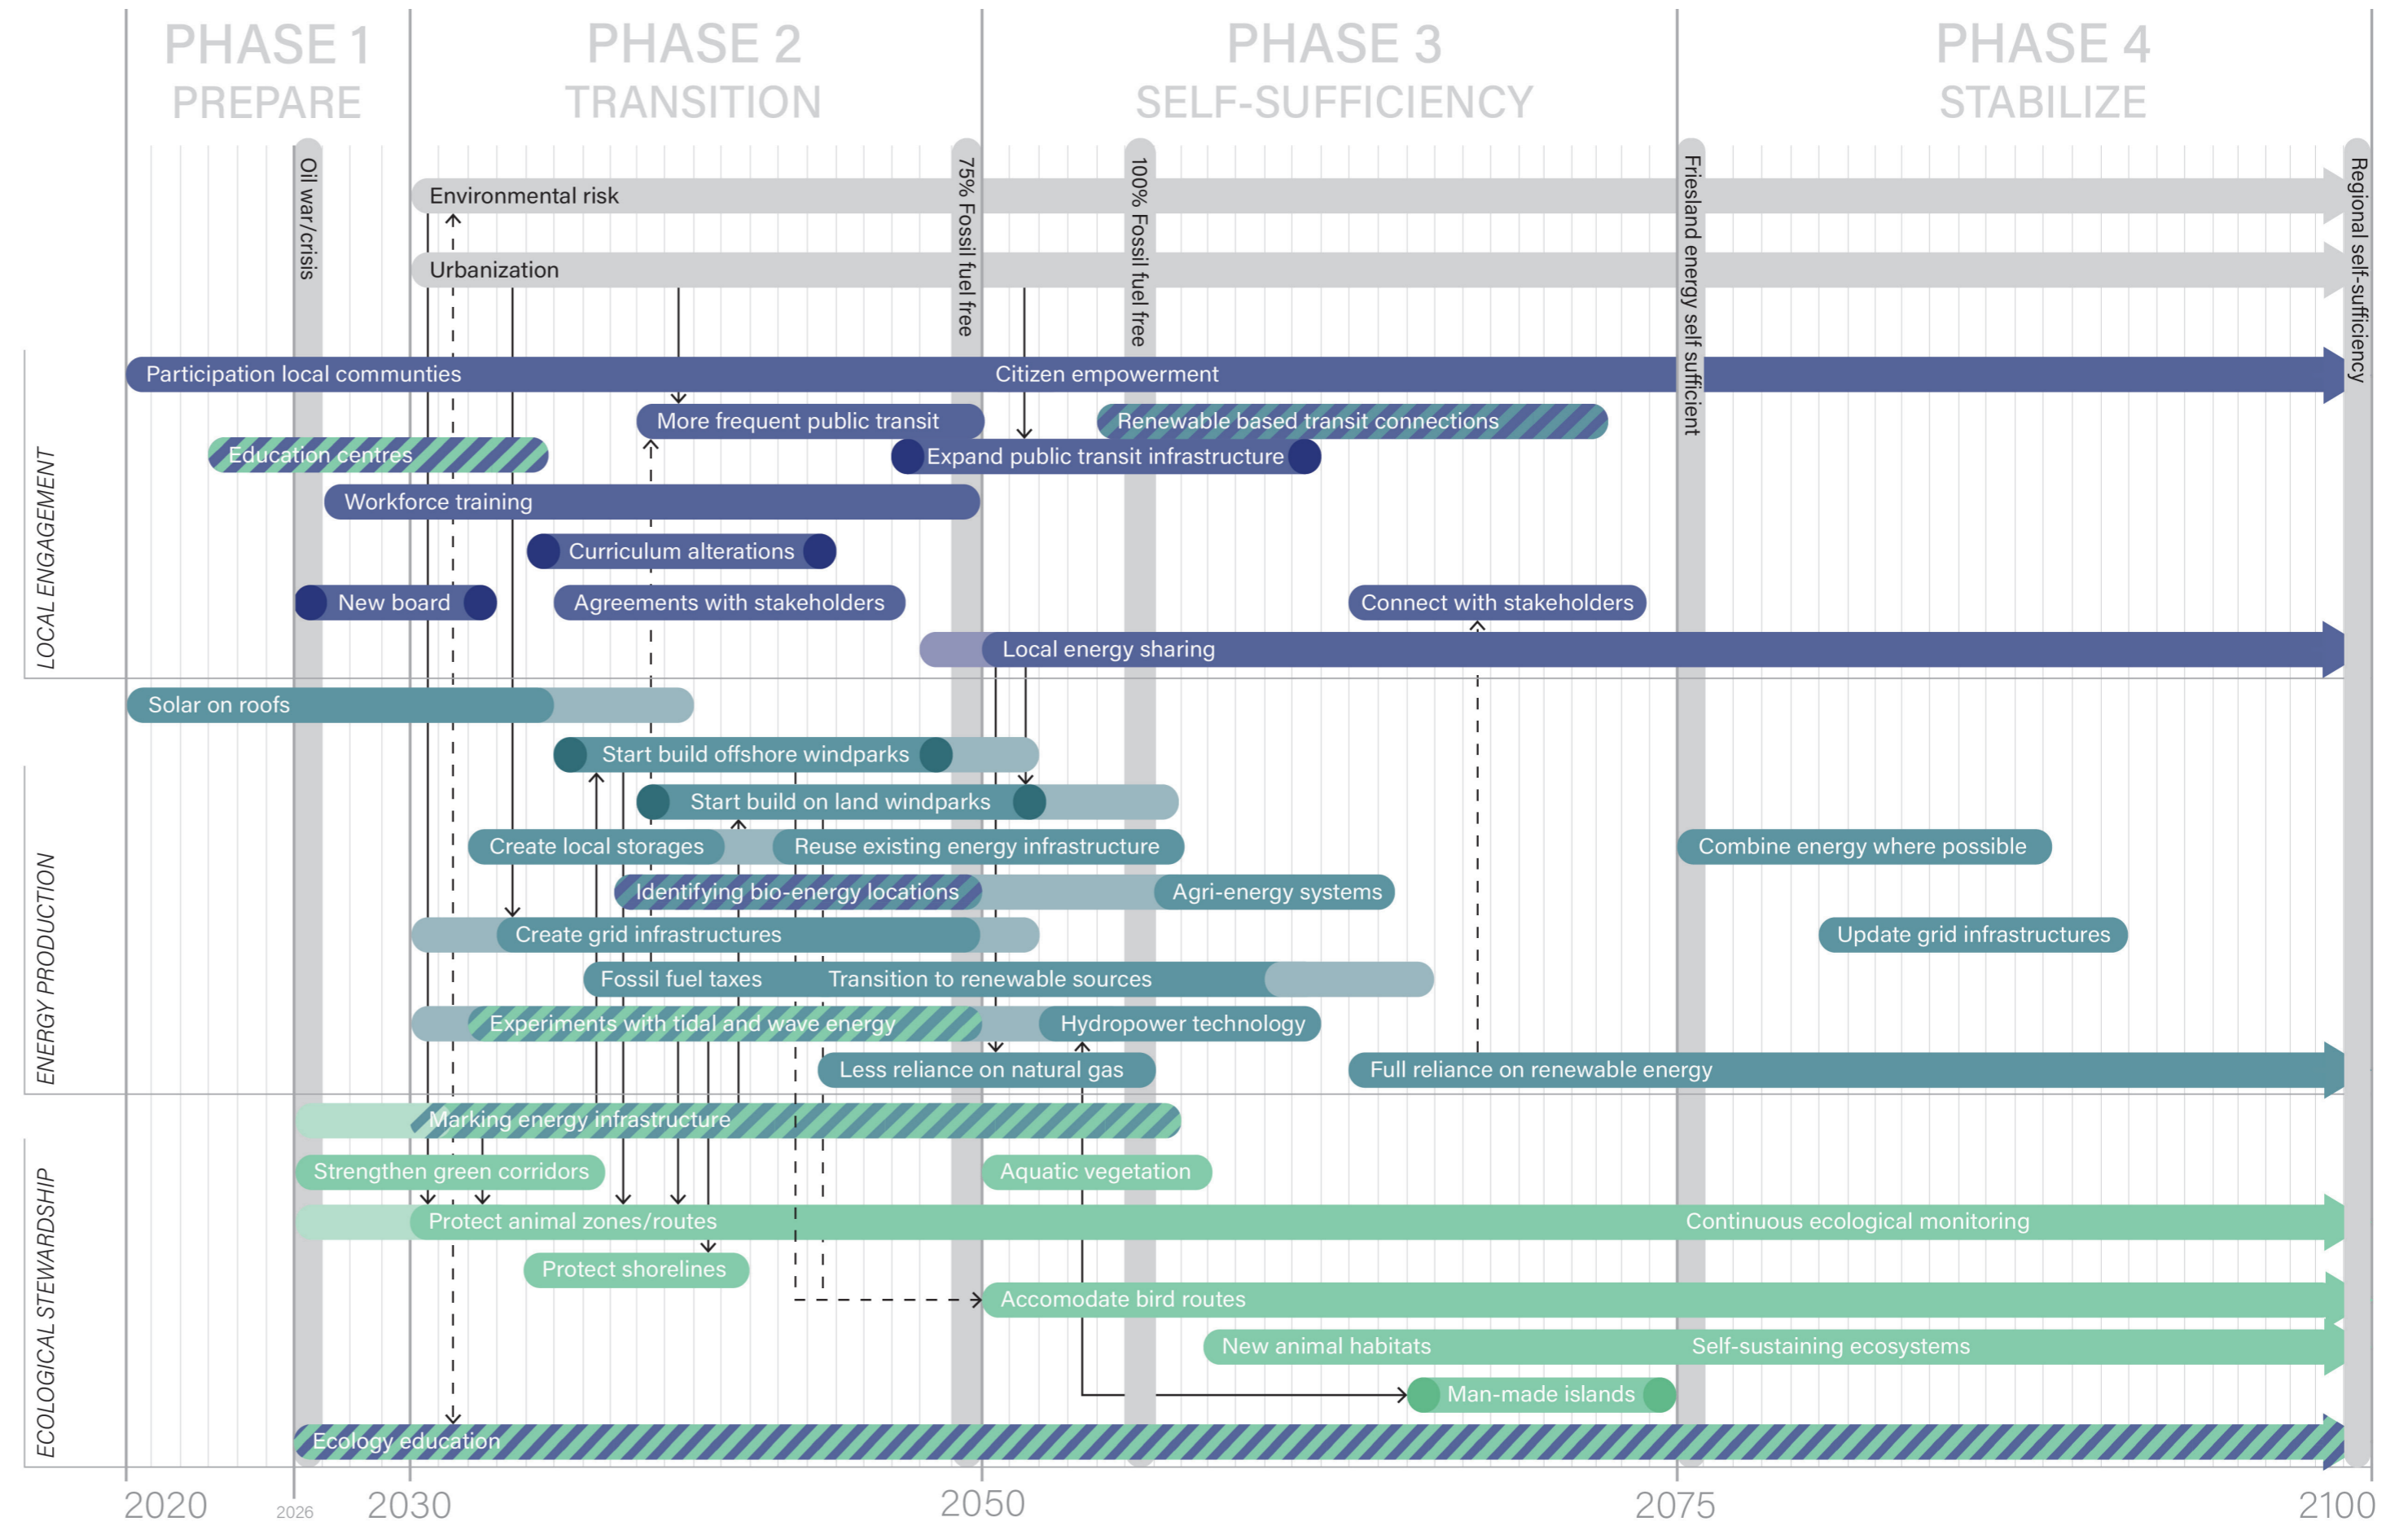 PHASE 1
PREPARE
PHASE 2
TRANSITION
PHASE 3
SELF-SUFFICIENCY
PHASE 4
STABILIZE
Oil war/crisis
75% Fossil fuel free
100% Fossil fuel free
Friesland energy self sufficient
Regional self-sufficiency
Environmental risk
Urbanization
LOCAL ENGAGEMENT
Participation local communties
Citizen empowerment
More frequent public transit
Renewable based transit connections
Education centres
Expand public transit infrastructure
Workforce training
Curriculum alterations
New board
Agreements with stakeholders
Connect with stakeholders
Local energy sharing
ENERGY PRODUCTION
Solar on roofs
Start build offshore windparks
Start build on land windparks
Create local storages
Reuse existing energy infrastructure
Combine energy where possible
Identifying bio-energy locations
Agri-energy systems
Create grid infrastructures
Update grid infrastructures
Fossil fuel taxes
Transition to renewable sources
Experiments with tidal and wave energy
Hydropower technology
Less reliance on natural gas
Full reliance on renewable energy
ECOLOGICAL STEWARDSHIP
Marking energy infrastructure
Strengthen green corridors
Aquatic vegetation
Protect animal zones/routes
Continuous ecological monitoring
Protect shorelines
Accomodate bird routes
New animal habitats
Self-sustaining ecosystems
Man-made islands
Ecology education
2020
2026
2030
2050
2075
2100